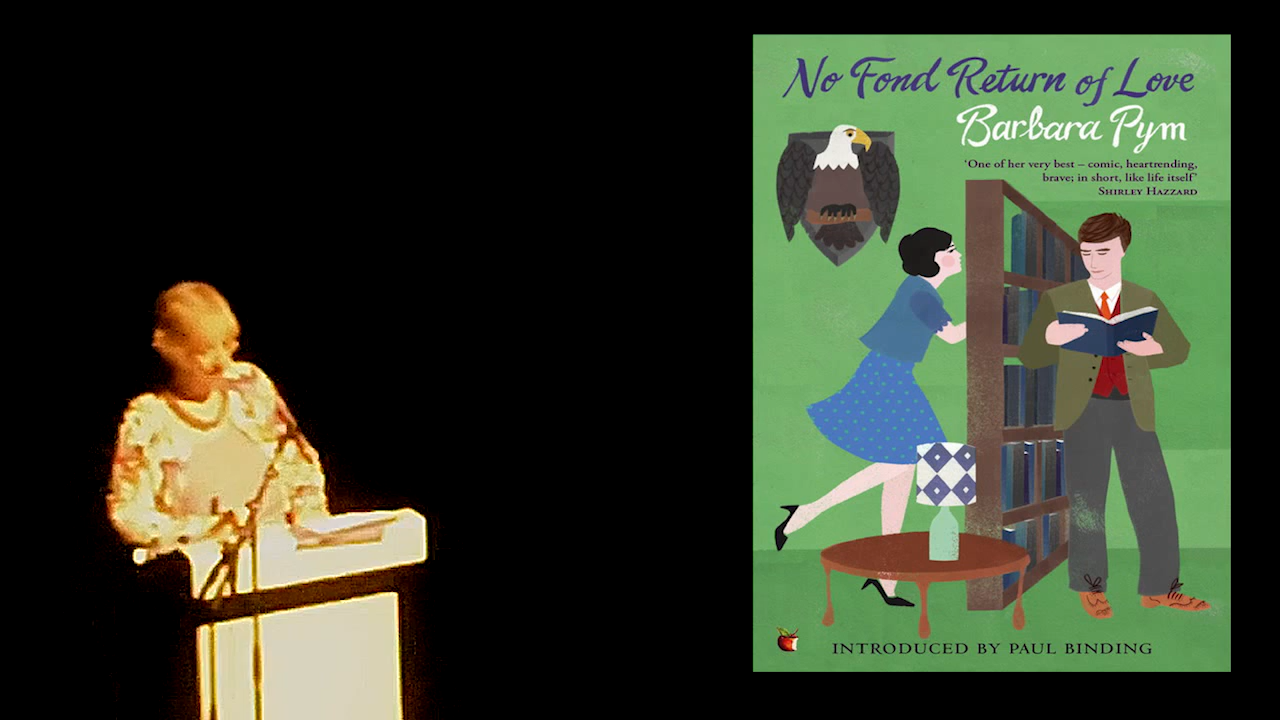 No Fond Return of Love
Barbara Pym
'One of her very best – comic, heartrending,
brave; in short, like life itself'
SHIRLEY HAZZARD
INTRODUCED BY PAUL BINDING